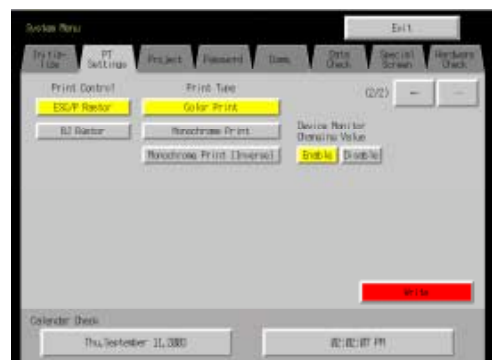 System Menu
Exit
Initialize
PT Settings
Project
Password
Comm.
Data Check
Special Screen
Hardware Check
Print Control
Print Type
(2/2)
ESC/P Raster
Color Print
BJ Raster
Monochrome Print
Device Monitor
Changing Value
Monochrome Print (Inverse)
Enable
Disable
Write
Calendar Check
Thu, September 11, 2003
02:02:07 PM